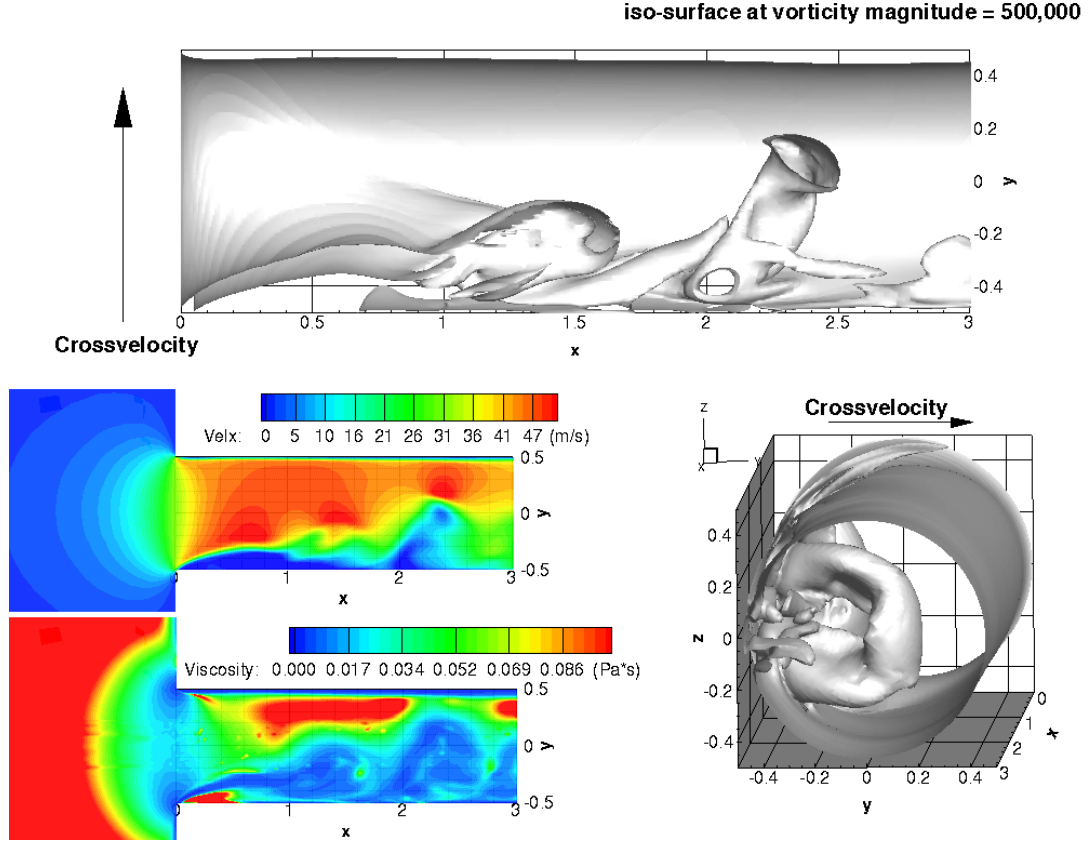 iso-surface at vorticity magnitude = 500,000
0.4
0.2
0
-0.2
-0.4
y
0 0.5 1 1.5 2 2.5 3
x
Crossvelocity
Velx: 0 5 10 16 21 26 31 36 41 47 (m/s)
0.5
0
-0.5
y
0 1 2 3
x
Viscosity: 0.000 0.017 0.034 0.052 0.069 0.086 (Pa*s)
0.5
0
-0.5
y
0 1 2 3
x
Crossvelocity
z
x
0.4
0.2
0
-0.2
-0.4
z
-0.4 -0.2 0 0.2 0.4
y
0
1
2
3
x